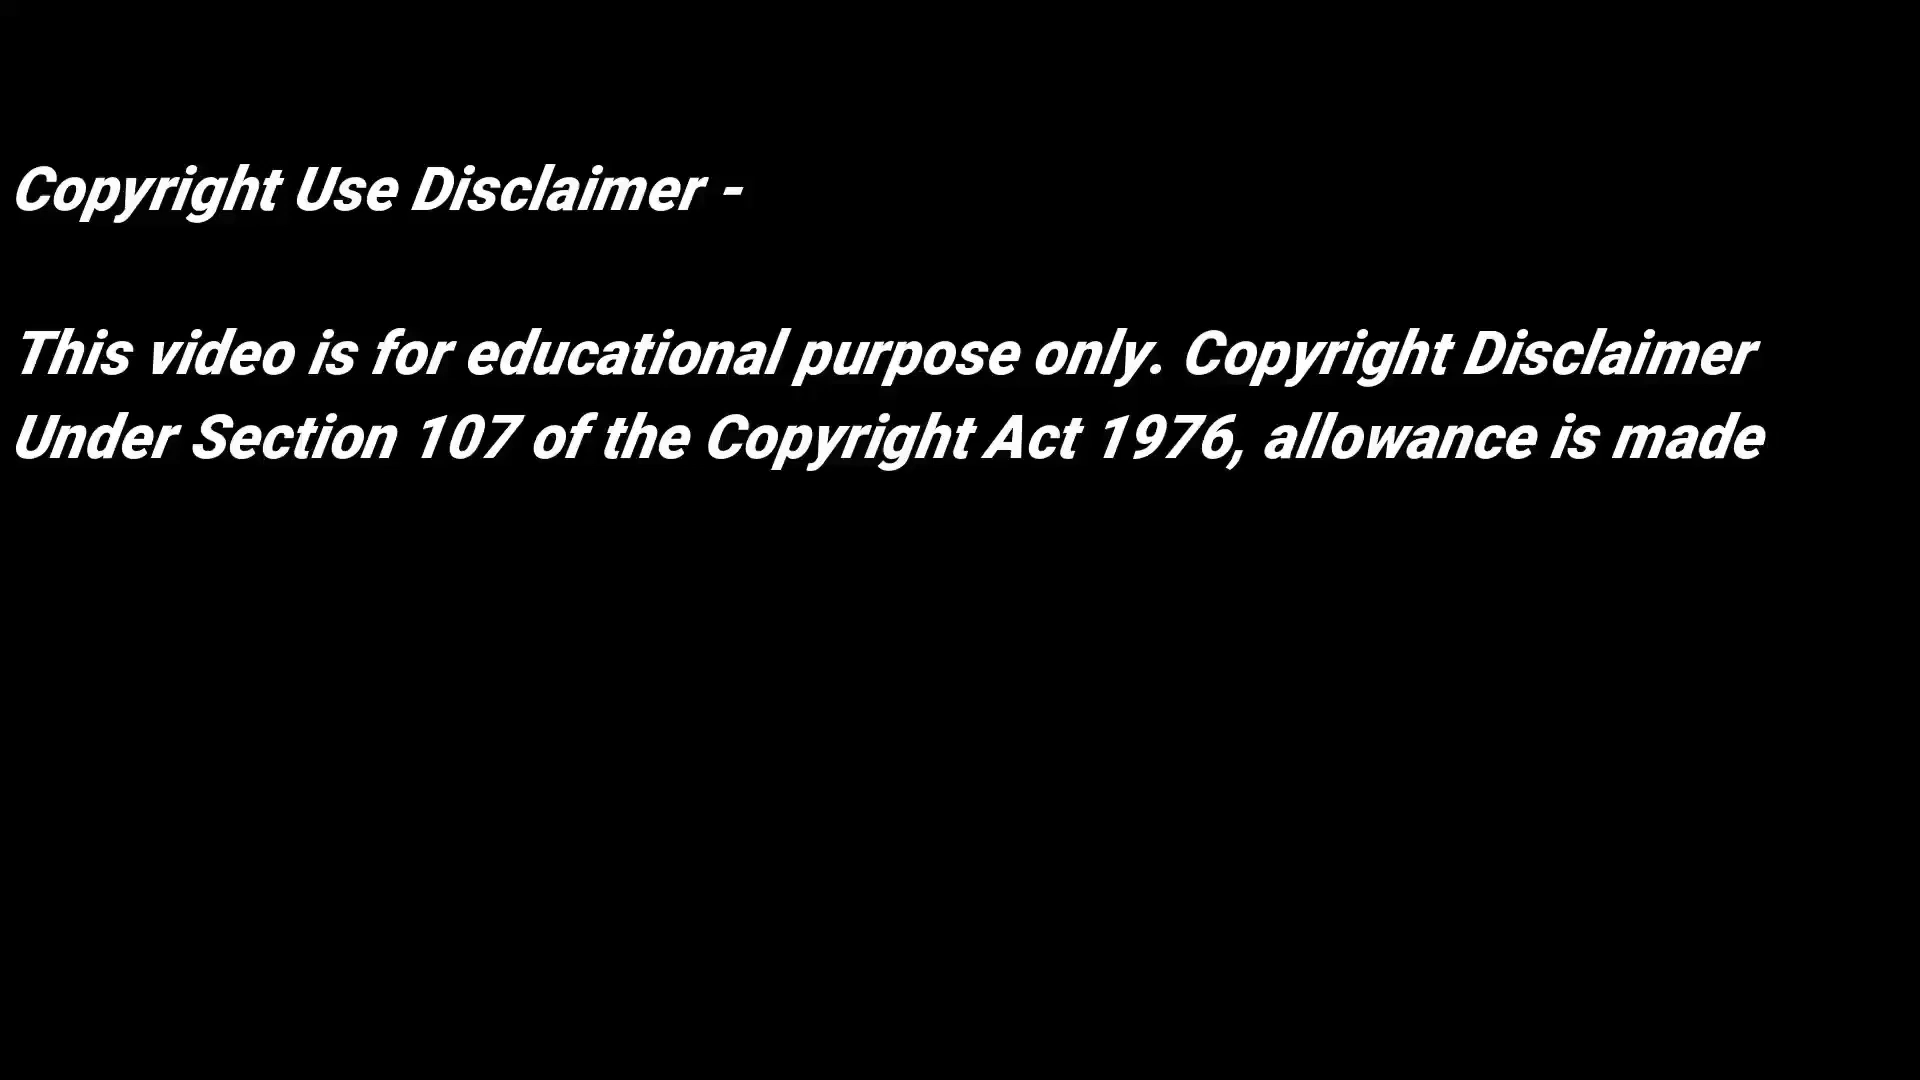 Copyright Use Disclaimer -
This video is for educational purpose only. Copyright Disclaimer
Under Section 107 of the Copyright Act 1976, allowance is made